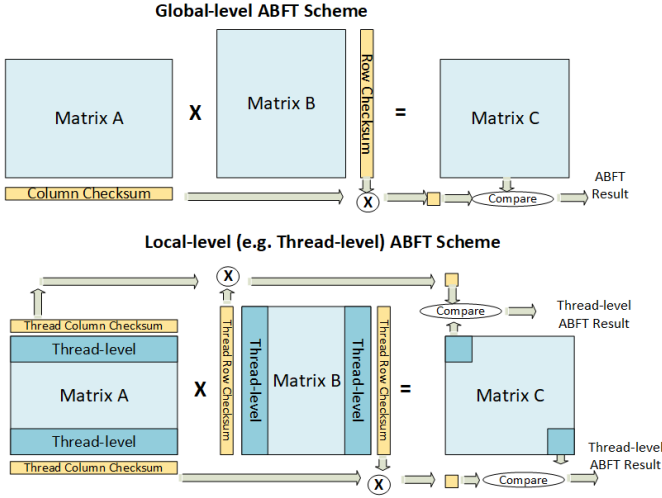 Global-level ABFT Scheme
Matrix A
X
Matrix B
Row Checksum
=
Matrix C
Column Checksum
X
Compare
ABFT
Result
Local-level (e.g. Thread-level) ABFT Scheme
X
Compare
Thread-level
ABFT Result
Thread Column Checksum
Thread-level
Matrix A
Thread-level
Thread Column Checksum
X
Thread Row Checksum
Thread-level
Matrix B
Thread-level
Thread Row Checksum
=
Matrix C
X
Compare
Thread-level
ABFT Result